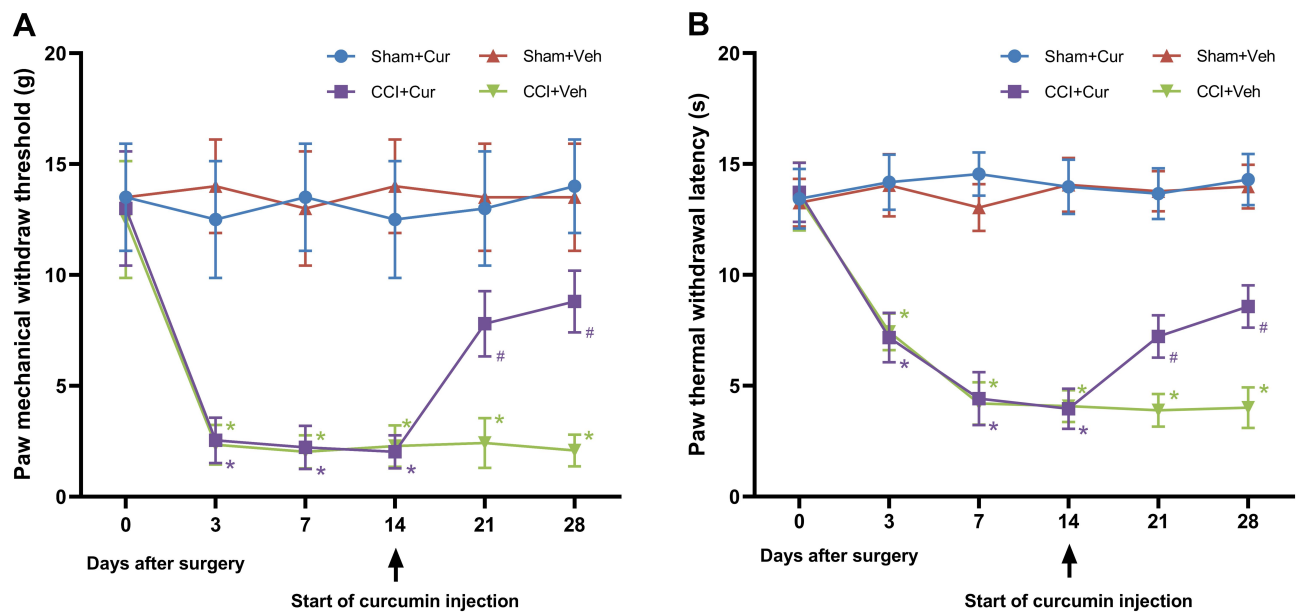 A
Paw mechanical withdraw threshold (g)
20
15
10
5
0
Sham+Cur
Sham+Veh
CCI+Cur
CCI+Veh
*
*
*
*
*
*
*
#
*
#
0
3
7
14
21
28
Days after surgery
Start of curcumin injection
B
Paw thermal withdrawal latency (s)
20
15
10
5
0
Sham+Cur
Sham+Veh
CCI+Cur
CCI+Veh
*
*
*
*
*
*
#
*
#
*
0
3
7
14
21
28
Days after surgery
Start of curcumin injection